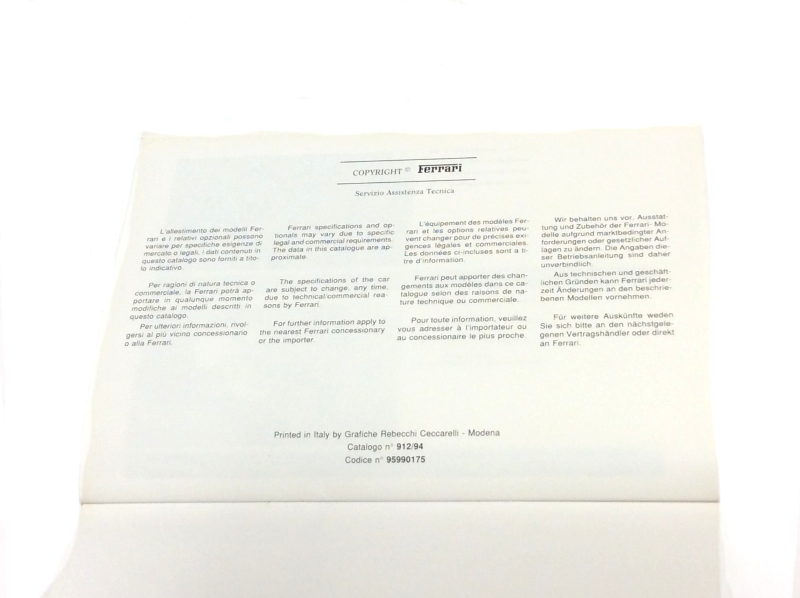 COPYRIGHT © Ferrari
Servizio Assistenza Tecnica
L'allestimento dei modelli Fer-
rari e i relativi optionali possono
variare per specifiche esigenze di
mercato o legali, i dati contenuti in
questo catalogo sono forniti a tito-
lo indicativo.
Per ragioni di natura tecnica o
commerciale, la Ferrari potrà ap-
portare in qualunque momento
modifiche ai modelli descritti in
questo catalogo.
Per ulteriori informazioni, rivol-
gersi al più vicino concessionario
o alla Ferrari.
Ferrari specifications and op-
tionals may vary due to specific
legal and commercial requirements.
The data in this catalogue are ap-
proximate.
The specifications of the car
are subject to change, any time,
due to technical/commercial rea-
sons by Ferrari.
For further information apply to
the nearest Ferrari concessionary
or the importer.
L'équipement des modèles Fer-
rari et les options relatives peu-
vent changer pour de précises exi-
gences légales et commerciales.
Les données ci-incluses sont a ti-
tre d'information.
Ferrari peut apporter des chan-
gements aux modèles dans ce ca-
talogue selon des raisons de na-
ture technique ou commerciale.
Pour toute information, veuillez
vous adresser à l'importateur ou
au concessionaire le plus proche.
Wir behalten uns vor, Ausstat-
tung und Zubehör der Ferrari- Mo-
delle aufgrund marktbedingter An-
forderungen oder gesetzlicher Auf-
lagen zu ändern. Die Angaben die-
ser Betriebsanleitung sind daher
unverbindlich.
Aus technischen und geschäft-
lichen Gründen kann Ferrari jeder-
zeit Änderungen an den beschrie-
benen Modellen vornehmen.
Für weitere Auskünfte weden
Sie sich bitte an den nächstgele-
genen Vertragshändler oder direkt
an Ferrari.
Printed in Italy by Grafiche Rebecchi Ceccarelli - Modena
Catalogo n° 912/94
Codice n° 95990175